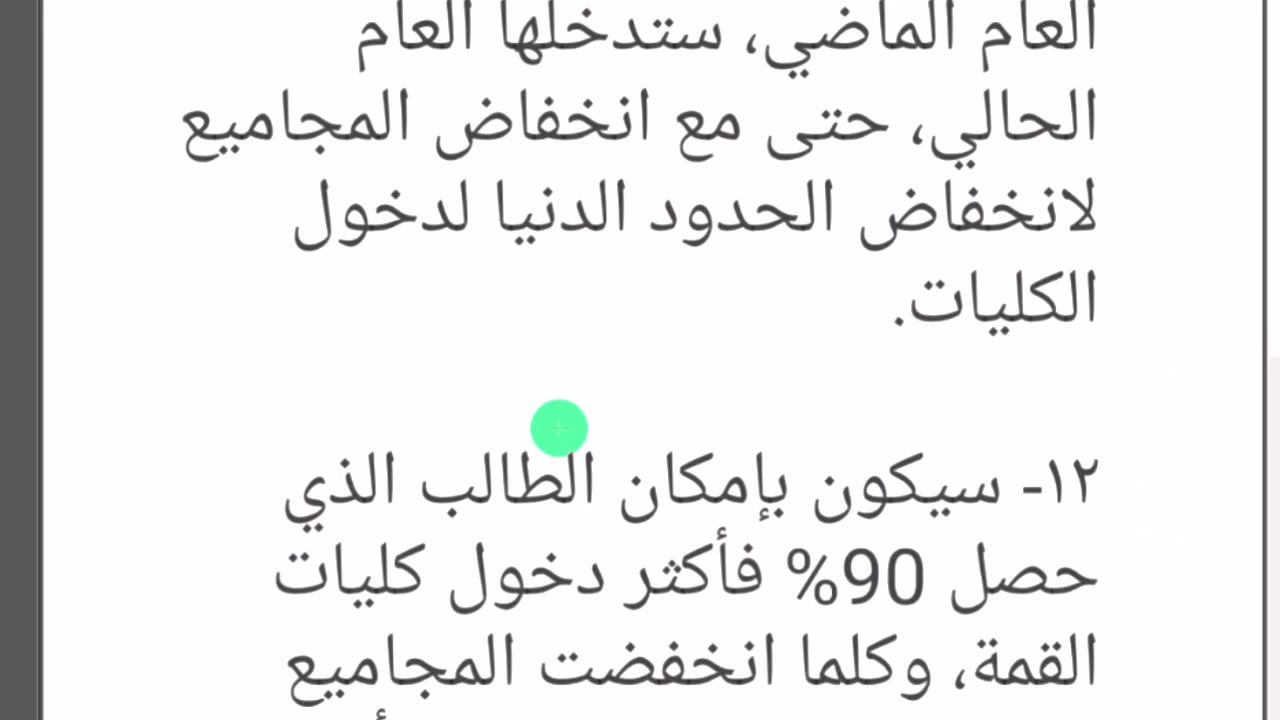 العام الماضي، ستدخلها العام
الحالي، حتى مع انخفاض المجاميع
لانخفاض الحدود الدنيا لدخول
الكليات.
١٢- سيكون بإمكان الطالب الذي
حصل 90% فأكثر دخول كليات
القمة، وكلما انخفضت المجاميع